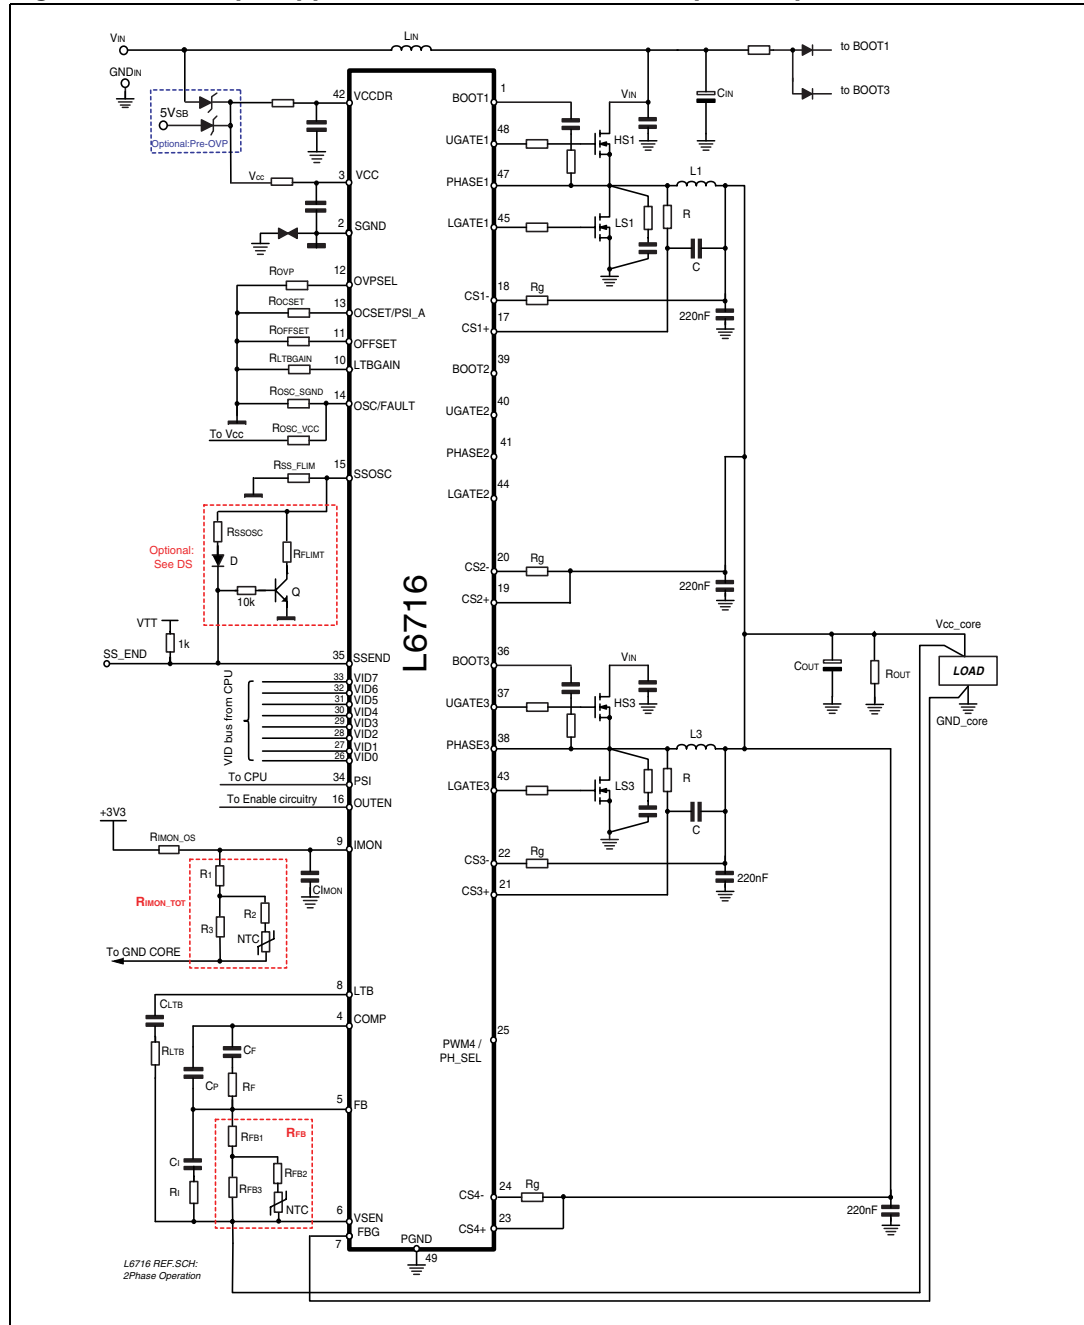 VIN
LIN
to BOOT1
GNDIN
to BOOT3
5VSB
Optional:Pre-OVP
42
VCCDR
1
BOOT1
VIN
CIN
48
UGATE1
HS1
Vcc
3
VCC
47
PHASE1
L1
2
SGND
45
LGATE1
LS1
R
C
ROVP
12
OVPSEL
18
CS1-
Rg
ROCSET
13
OCSET/PSI_A
17
CS1+
220nF
ROFFSET
11
OFFSET
RLTBGAIN
10
LTBGAIN
39
BOOT2
ROSC_SGND
14
OSC/FAULT
40
UGATE2
To Vcc
ROSC_VCC
41
PHASE2
RSS_FLIM
15
SSOSC
44
LGATE2
Optional:
See DS
RSSOSC
D
RFLIMT
10k
Q
20
CS2-
Rg
19
CS2+
220nF
L6716
VTT
1k
SS_END
35
SSEND
36
BOOT3
VIN
Vcc_core
COUT
ROUT
LOAD
GND_core
VID bus from CPU
33
VID7
32
VID6
31
VID5
30
VID4
29
VID3
28
VID2
27
VID1
26
VID0
37
UGATE3
HS3
38
PHASE3
L3
To CPU
34
PSI
43
LGATE3
LS3
R
C
To Enable circuitry
16
OUTEN
+3V3
RIMON_OS
9
IMON
22
CS3-
Rg
21
CS3+
220nF
R1
CIMON
RIMON_TOT
R2
R3
NTC
To GND CORE
8
LTB
CLTB
4
COMP
25
PWM4 /
PH_SEL
RLTB
CF
CP
RF
5
FB
RFB1
RFB
CI
RFB2
RI
RFB3
NTC
24
CS4-
Rg
23
CS4+
220nF
6
VSEN
FBG
7
PGND
49
L6716 REF.SCH:
2Phase Operation